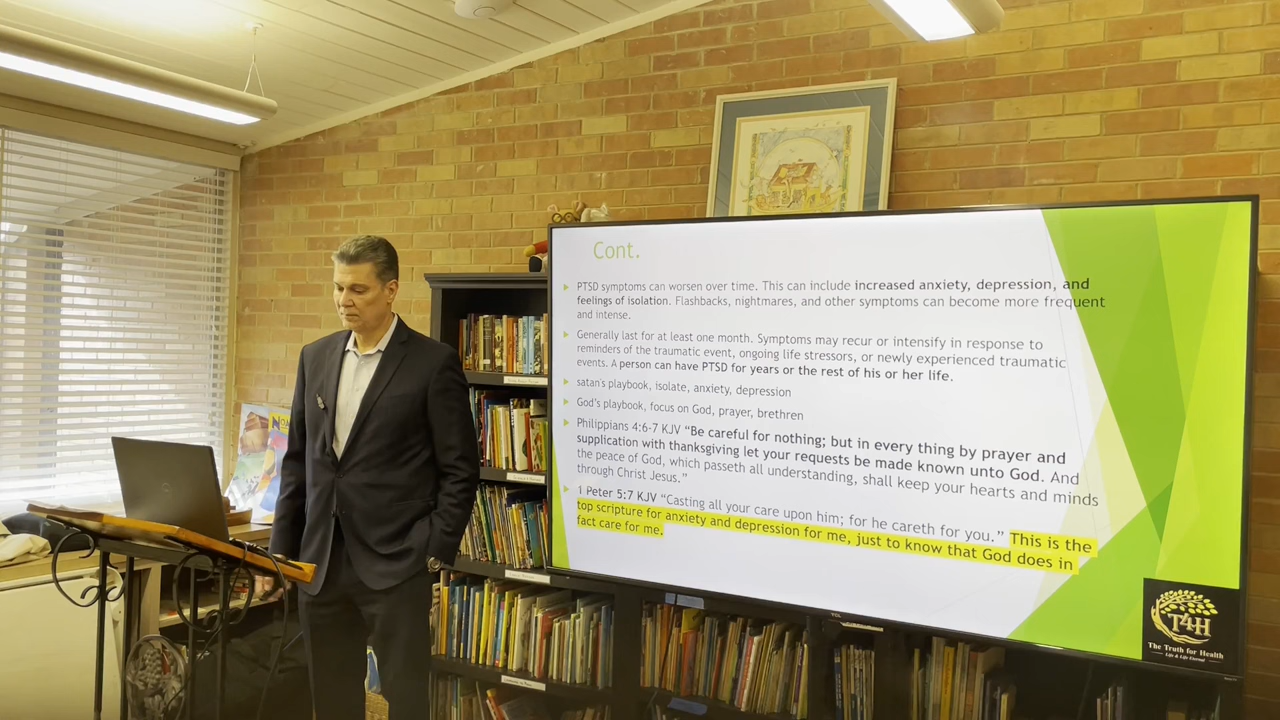 Cont.
PTSD symptoms can worsen over time. This can include increased anxiety, depression, and
feelings of isolation. Flashbacks, nightmares, and other symptoms can become more frequent
and intense.
Generally last for at least one month. Symptoms may recur or intensify in response to
reminders of the traumatic event, ongoing life stressors, or newly experienced traumatic
events. A person can have PTSD for years or the rest of his or her life.
satan's playbook, isolate, anxiety, depression
God's playbook, focus on God, prayer, brethren
Philippians 4:6-7 KJV “Be careful for nothing; but in every thing by prayer and
supplication with thanksgiving let your requests be made known unto God. And
the peace of God, which passeth all understanding, shall keep your hearts and minds
through Christ Jesus.”
1 Peter 5:7 KJV “Casting all your care upon him; for he careth for you.” This is the
top scripture for anxiety and depression for me, just to know that God does in
fact care for me.
T4H
The Truth for Health
Life & Life Eternal
TCL